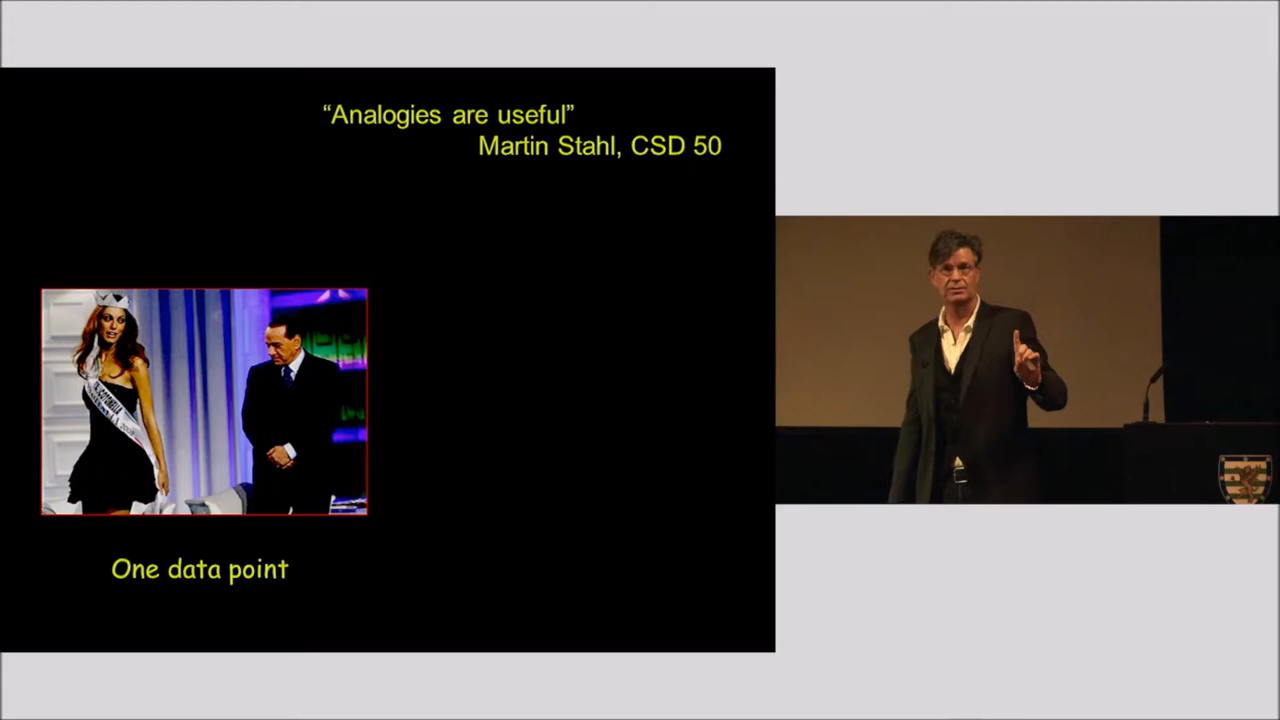 “Analogies are useful”
Martin Stahl, CSD 50
One data point